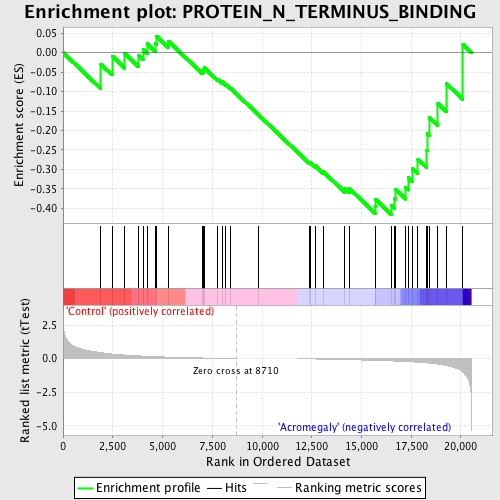 Enrichment plot: PROTEIN_N_TERMINUS_BINDING
Enrichment score (ES)
0.05
0.00
-0.05
-0.10
-0.15
-0.20
-0.25
-0.30
-0.35
-0.40
Ranked list metric (tTest)
'Control' (positively correlated)
2.5
0.0
-2.5
-5.0
Zero cross at 8710
'Acromegaly' (negatively correlated)
0
2,500
5,000
7,500
10,000
12,500
15,000
17,500
20,000
Rank in Ordered Dataset
Enrichment profile
Hits
Ranking metric scores